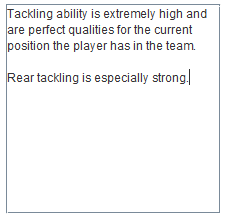 Tackling ability is extremely high and
are perfect qualities for the current
position the player has in the team.

Rear tackling is especially strong.